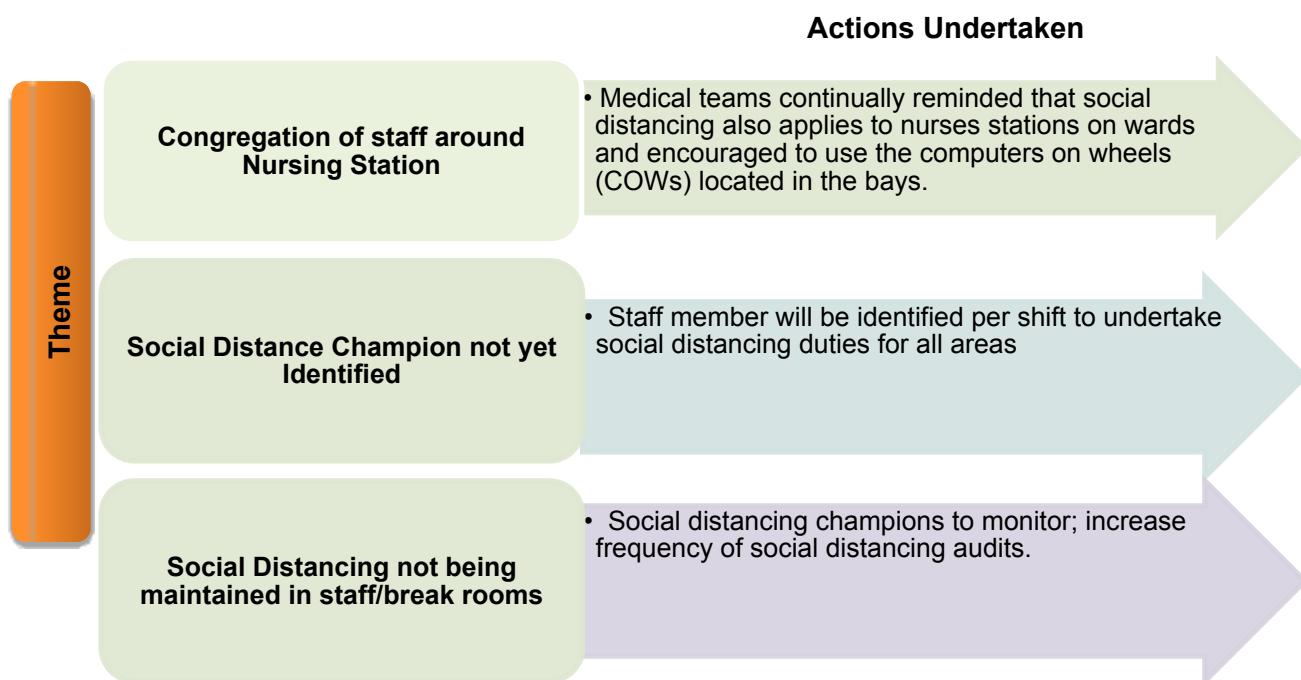 Actions Undertaken
Theme
Congregation of staff around
Nursing Station
• Medical teams continually reminded that social
distancing also applies to nurses stations on wards
and encouraged to use the computers on wheels
(COWs) located in the bays.
Social Distance Champion not yet
Identified
• Staff member will be identified per shift to undertake
social distancing duties for all areas
Social Distancing not being
maintained in staff/break rooms
• Social distancing champions to monitor; increase
frequency of social distancing audits.